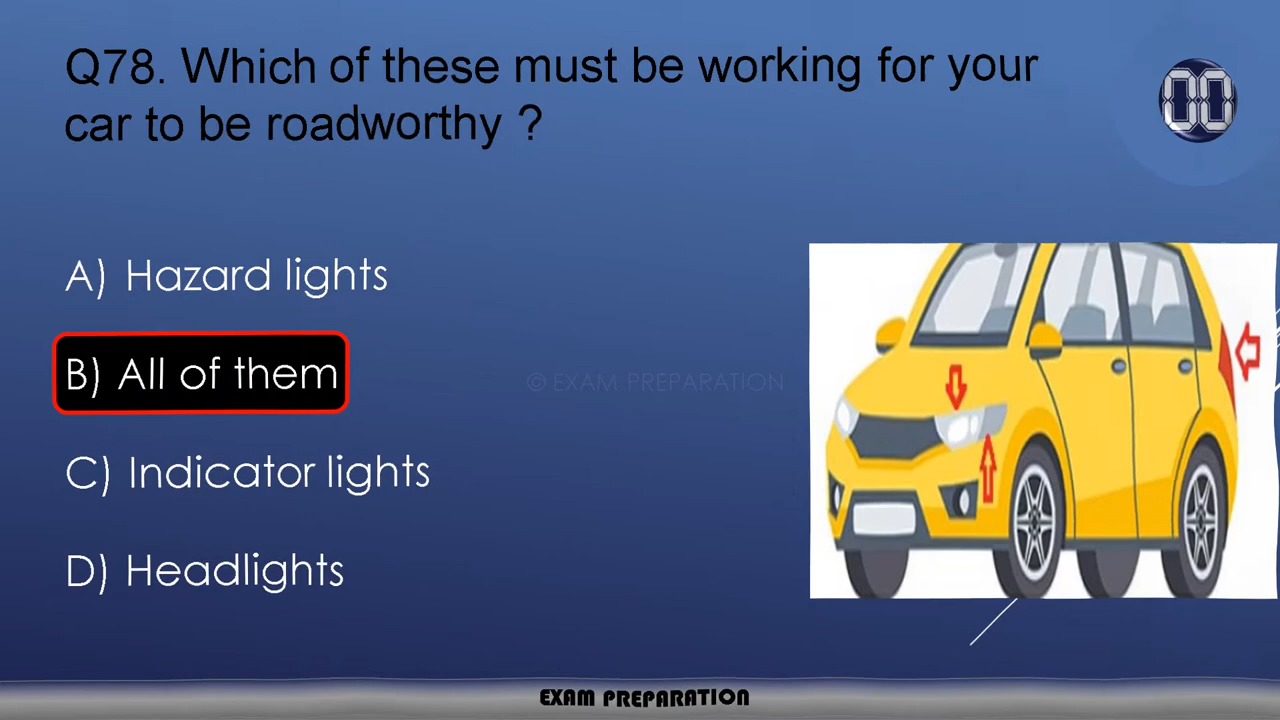 Q78. Which of these must be working for your
car to be roadworthy ?
00
A) Hazard lights
B) All of them
© EXAM PREPARATION
C) Indicator lights
D) Headlights
EXAM PREPARATION